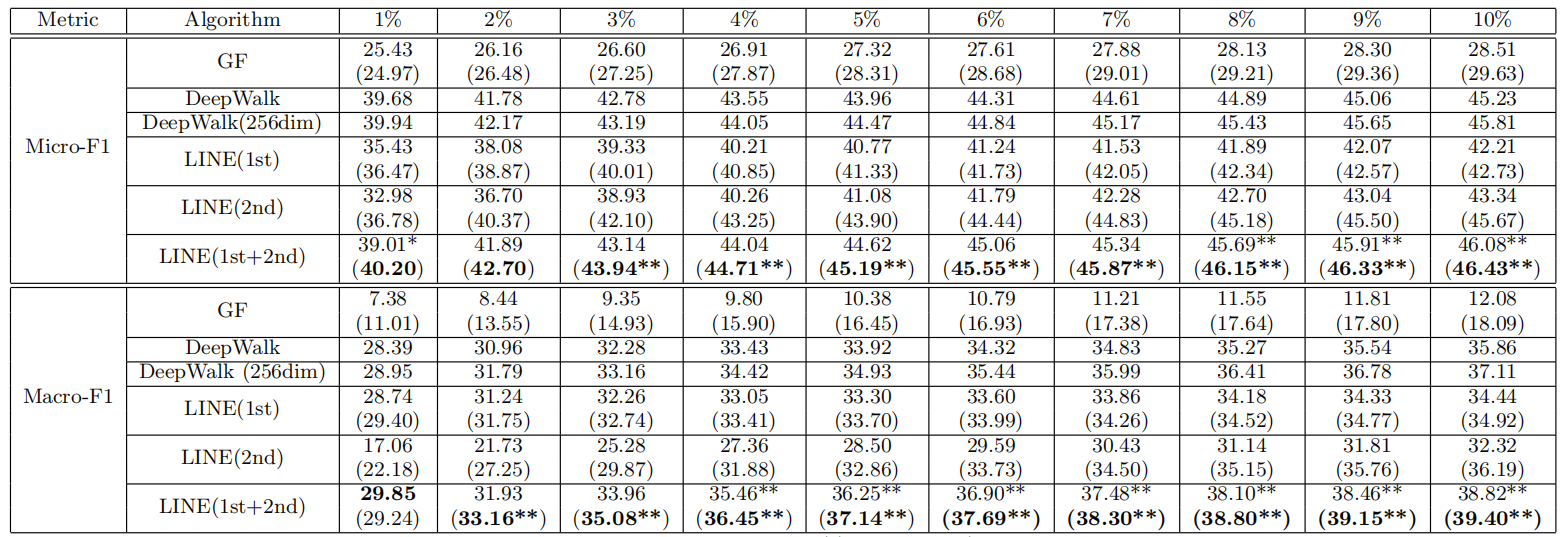 Metric Algorithm 1% 2% 3% 4% 5% 6% 7% 8% 9% 10%
25.43 26.16 26.60 26.91 27.32 27.61 27.88 28.13 28.30 28.51
GF
(24.97) (26.48) (27.25) (27.87) (28.31) (28.68) (29.01) (29.21) (29.36) (29.63)
DeepWalk 39.68 41.78 42.78 43.55 43.96 44.31 44.61 44.89 45.06 45.23
DeepWalk(256dim) 39.94 42.17 43.19 44.05 44.47 44.84 45.17 45.43 45.65 45.81
Micro-F1
35.43 38.08 39.33 40.21 40.77 41.24 41.53 41.89 42.07 42.21
LINE(1st)
(36.47) (38.87) (40.01) (40.85) (41.33) (41.73) (42.05) (42.34) (42.57) (42.73)
32.98 36.70 38.93 40.26 41.08 41.79 42.28 42.70 43.04 43.34
LINE(2nd)
(36.78) (40.37) (42.10) (43.25) (43.90) (44.44) (44.83) (45.18) (45.50) (45.67)
39.01* 41.89 43.14 44.04 44.62 45.06 45.34 45.69** 45.91** 46.08**
LINE(1st+2nd)
(40.20) (42.70) (43.94**) (44.71**) (45.19**) (45.55**) (45.87**) (46.15**) (46.33**) (46.43**)
7.38 8.44 9.35 9.80 10.38 10.79 11.21 11.55 11.81 12.08
GF
(11.01) (13.55) (14.93) (15.90) (16.45) (16.93) (17.38) (17.64) (17.80) (18.09)
DeepWalk 28.39 30.96 32.28 33.43 33.92 34.32 34.83 35.27 35.54 35.86
DeepWalk (256dim) 28.95 31.79 33.16 34.42 34.93 35.44 35.99 36.41 36.78 37.11
Macro-F1
28.74 31.24 32.26 33.05 33.30 33.60 33.86 34.18 34.33 34.44
LINE(1st)
(29.40) (31.75) (32.74) (33.41) (33.70) (33.99) (34.26) (34.52) (34.77) (34.92)
17.06 21.73 25.28 27.36 28.50 29.59 30.43 31.14 31.81 32.32
LINE(2nd)
(22.18) (27.25) (29.87) (31.88) (32.86) (33.73) (34.50) (35.15) (35.76) (36.19)
29.85 31.93 33.96 35.46** 36.25** 36.90** 37.48** 38.10** 38.46** 38.82**
LINE(1st+2nd)
(29.24) (33.16**) (35.08**) (36.45**) (37.14**) (37.69**) (38.30**) (38.80**) (39.15**) (39.40**)